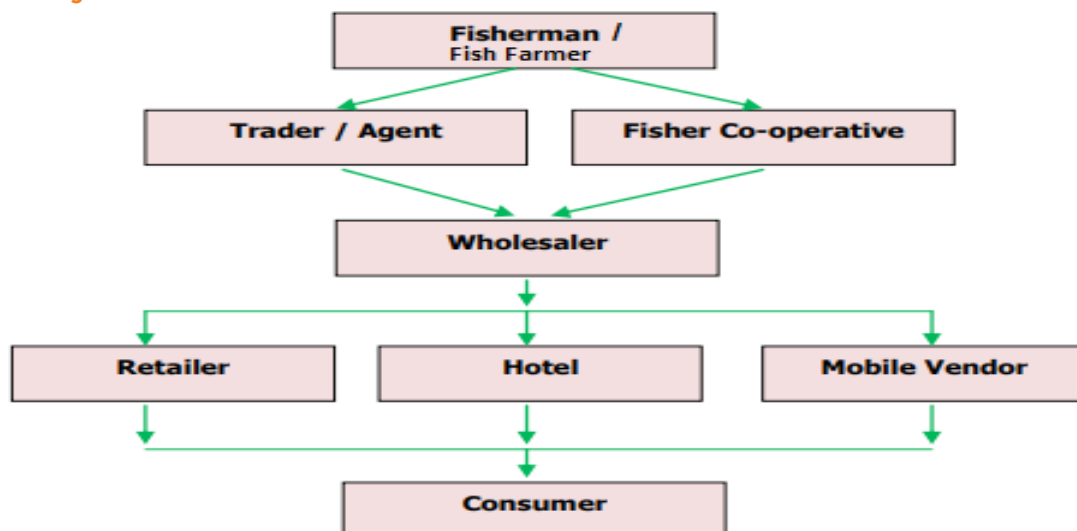 Fisherman /
Fish Farmer
Trader / Agent
Fisher Co-operative
Wholesaler
Retailer
Hotel
Mobile Vendor
Consumer